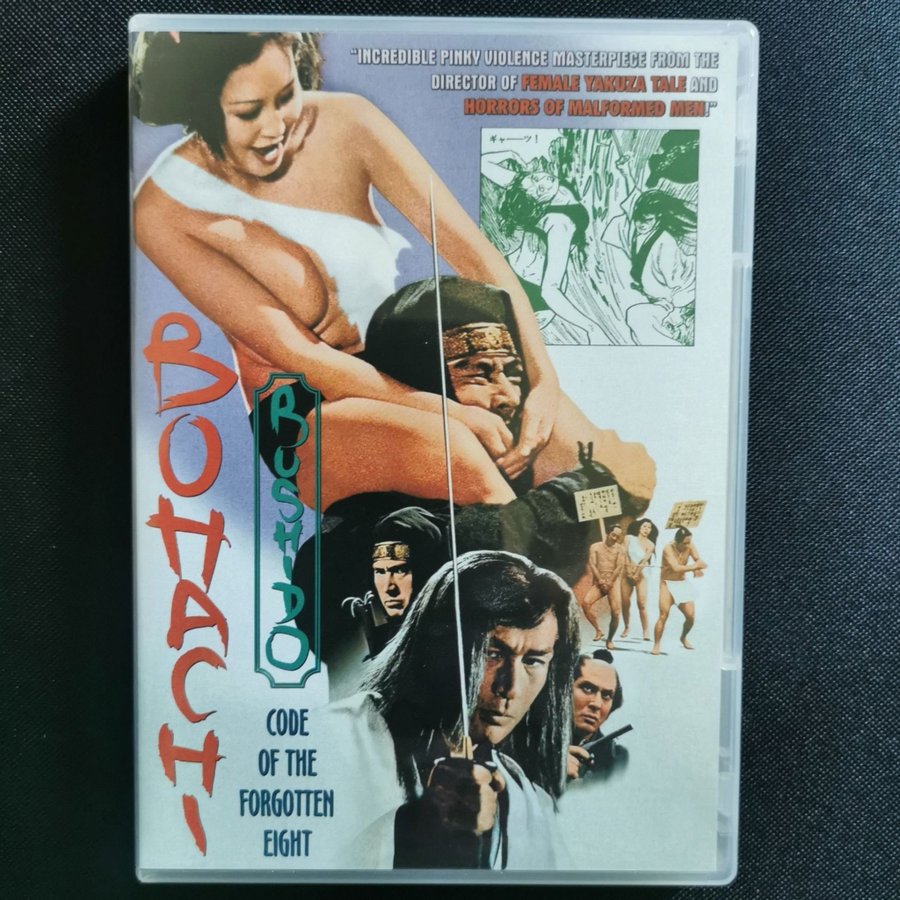 "INCREDIBLE PINKY VIOLENCE MASTERPIECE FROM THE
DIRECTOR OF FEMALE YAKUZA TALE AND
HORRORS OF MALFORMED MEN!"
ギャーッ!
BOHACHI
BUSHIDO
CODE
OF THE
FORGOTTEN
EIGHT